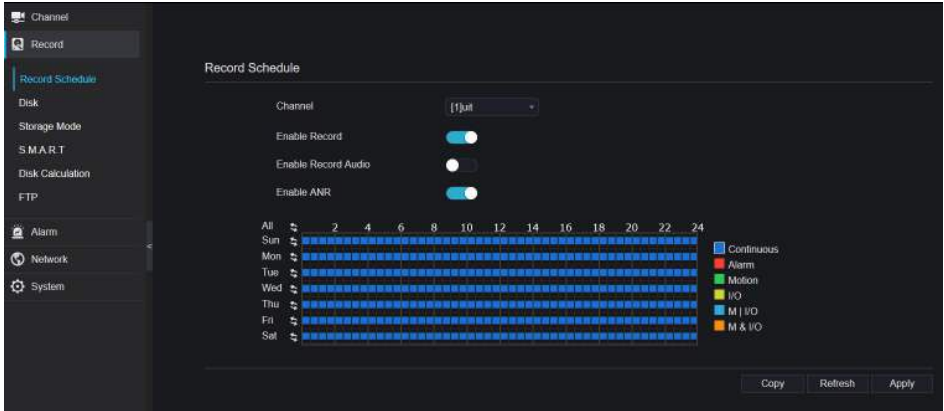 Channel
Record
Record Schedule
Disk
Storage Mode
S.M.A.R.T
Disk Calculation
FTP
Alarm
Network
System
<
Record Schedule
Channel [1]uit
Enable Record
Enable Record Audio
Enable ANR
All 2 4 6 8 10 12 14 16 18 20 22 24
Sun
Mon
Tue
Wed
Thu
Fri
Sat
Continuous
Alarm
Motion
I/O
M | I/O
M & I/O
Copy Refresh Apply